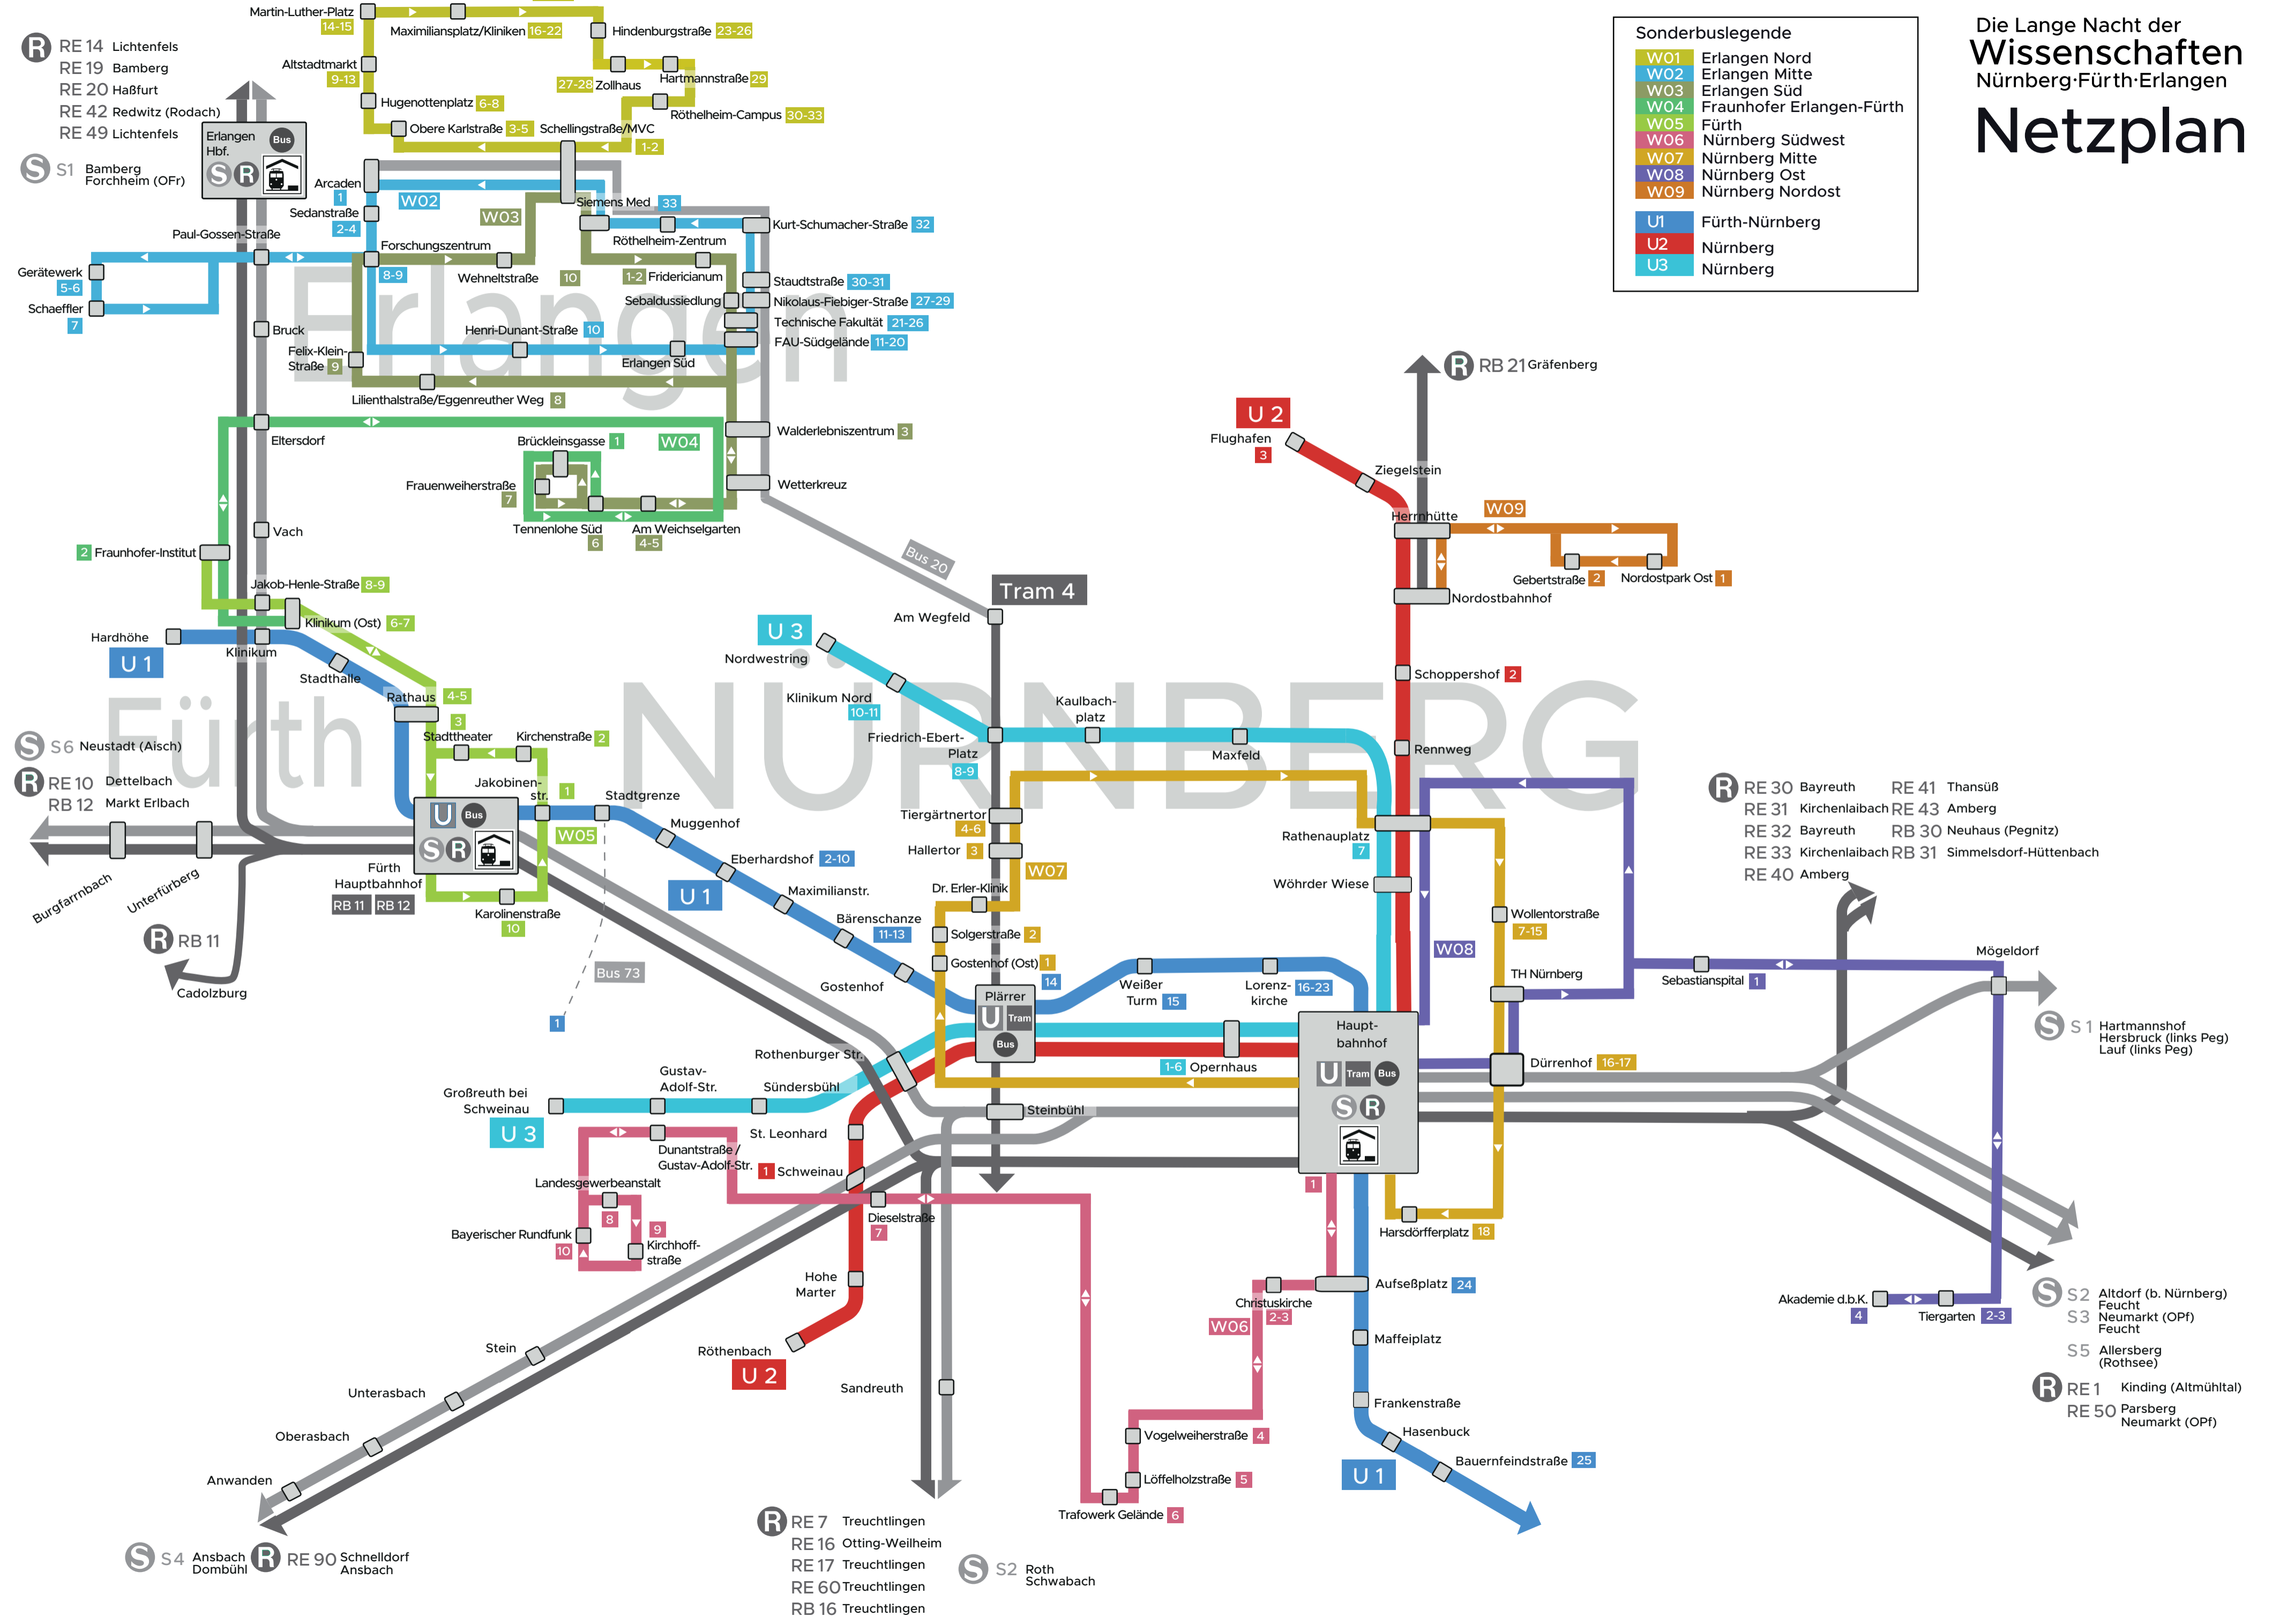 Die Lange Nacht der
Wissenschaften
Nürnberg·Fürth·Erlangen
Netzplan
Sonderbuslegende
W01 Erlangen Nord
W02 Erlangen Mitte
W03 Erlangen Süd
W04 Fraunhofer Erlangen-Fürth
W05 Fürth
W06 Nürnberg Südwest
W07 Nürnberg Mitte
W08 Nürnberg Ost
W09 Nürnberg Nordost
U1 Fürth-Nürnberg
U2 Nürnberg
U3 Nürnberg
R RE 14 Lichtenfels
RE 19 Bamberg
RE 20 Haßfurt
RE 42 Redwitz (Rodach)
RE 49 Lichtenfels
S S1 Bamberg
Forchheim (OFr)
Erlangen
Hbf.
Bus
S R
Martin-Luther-Platz
14-15
Maximiliansplatz/Kliniken 16-22
Hindenburgstraße 23-26
Altstadtmarkt
9-13
27-28 Zollhaus
Hartmannstraße 29
Hugenottenplatz 6-8
Röthelheim-Campus 30-33
Obere Karlstraße 3-5
Schellingstraße/MVC
1-2
Arcaden
1
W02
Sedanstraße
2-4
W03
Siemens Med 33
Paul-Gossen-Straße
Röthelheim-Zentrum
Kurt-Schumacher-Straße 32
Forschungszentrum
8-9
Wehneltstraße
10
1-2 Fridericianum
Gerätewerk
5-6
Schaeffler
7
Staudtstraße 30-31
Sebaldussiedlung
Nikolaus-Fiebiger-Straße 27-29
Erlangen
Technische Fakultät 21-26
Bruck
Henri-Dunant-Straße 10
FAU-Südgelände 11-20
Felix-Klein-
Straße 9
Erlangen Süd
Lilienthalstraße/Eggenreuther Weg 8
Eltersdorf
Brückleinsgasse 1
W04
Walderlebniszentrum 3
Frauenweiherstraße
7
Wetterkreuz
Tennenlohe Süd
6
Am Weichselgarten
4-5
Vach
2 Fraunhofer-Institut
Bus 20
Jakob-Henle-Straße 8-9
Klinikum (Ost) 6-7
Hardhöhe
U 1
Klinikum
Stadthalle
Fürth
Rathaus 4-5
3
Stadttheater
Kirchenstraße 2
Jakobinen-
str. 1
Stadtgrenze
W05
U Bus
S R
Fürth
Hauptbahnhof
RB 11 RB 12
Karolinenstraße
10
S S6 Neustadt (Aisch)
R RE 10 Dettelbach
RB 12 Markt Erlbach
Burgfarrnbach
Unterfürberg
R RB 11
Cadolzburg
Bus 73
1
Muggenhof
Eberhardshof 2-10
U 1
Maximilianstr.
Bärenschanze
11-13
Gostenhof
NÜRNBERG
Tram 4
Am Wegfeld
U 3
Nordwestring
Klinikum Nord
10-11
Friedrich-Ebert-
Platz
8-9
Kaulbach-
platz
Maxfeld
Tiergärtnertor
4-6
Hallertor 3
W07
Dr. Erler-Klinik
Solgerstraße 2
Gostenhof (Ost) 1
14
Plärrer
U Tram
Bus
Weißer
Turm 15
Lorenz-
kirche
16-23
1-6 Opernhaus
Rothenburger Str.
Steinbühl
U 2
Flughafen
3
Ziegelstein
R RB 21 Gräfenberg
Herrnhütte
W09
Gebertstraße 2
Nordostpark Ost 1
Nordostbahnhof
Schoppershof 2
Rennweg
Rathenauplatz
7
Wöhrder Wiese
W08
Wollentorstraße
7-15
TH Nürnberg
Sebastianspital 1
Mögeldorf
Dürrenhof 16-17
Haupt-
bahnhof
U Tram Bus
S R
1
Harsdörfferplatz 18
R RE 30 Bayreuth RE 41 Thansüß
RE 31 Kirchenlaibach RE 43 Amberg
RE 32 Bayreuth RB 30 Neuhaus (Pegnitz)
RE 33 Kirchenlaibach RB 31 Simmelsdorf-Hüttenbach
RE 40 Amberg
S S 1 Hartmannshof
Hersbruck (links Peg)
Lauf (links Peg)
Akademie d.b.K.
4
Tiergarten 2-3
S S2 Altdorf (b. Nürnberg)
Feucht
S3 Neumarkt (OPf)
Feucht
S5 Allersberg
(Rothsee)
R RE 1 Kinding (Altmühltal)
RE 50 Parsberg
Neumarkt (OPf)
Großreuth bei
Schweinau
U 3
Gustav-
Adolf-Str.
Sündersbühl
St. Leonhard
Dunantstraße /
Gustav-Adolf-Str.
1 Schweinau
Landesgewerbeanstalt
8
Bayerischer Rundfunk
10
9
Kirchhoff-
straße
Dieselstraße
7
Hohe
Marter
Röthenbach
U 2
Sandreuth
Christuskirche
2-3
W06
Aufseßplatz 24
Maffeiplatz
Frankenstraße
Hasenbuck
U 1
Bauernfeindstraße 25
Vogelweiherstraße 4
Löffelholzstraße 5
Trafowerk Gelände 6
Stein
Unterasbach
Oberasbach
Anwanden
S S4 Ansbach
Dombühl
R RE 90 Schnelldorf
Ansbach
R RE 7 Treuchtlingen
RE 16 Otting-Weilheim
RE 17 Treuchtlingen
RE 60 Treuchtlingen
RB 16 Treuchtlingen
S S2 Roth
Schwabach